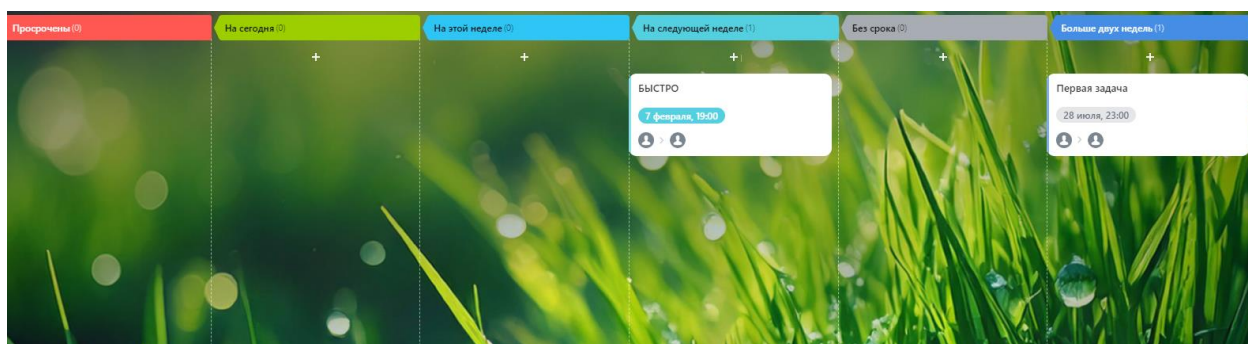 Просрочены (0)
На сегодня (0)
На этой неделе (0)
На следующей неделе (1)
Без срока (0)
Больше двух недель (1)
+
+
+
+
+
БЫСТРО
7 февраля, 19:00
Первая задача
28 июля, 23:00